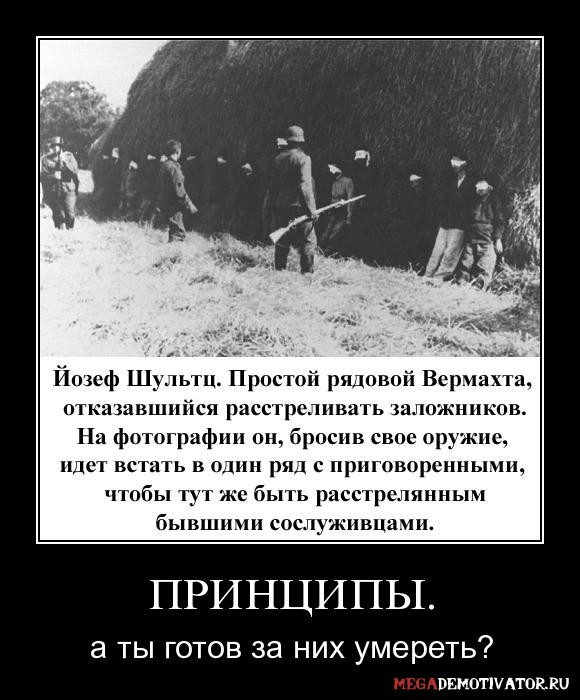 Йозеф Шультц. Простой рядовой Вермахта,
отказавшийся расстреливать заложников.
На фотографии он, бросив свое оружие,
идет встать в один ряд с приговоренными,
чтобы тут же быть расстрелянным
бывшими сослуживцами.
ПРИНЦИПЫ.
а ты готов за них умереть?
MEGADEMOTIVATOR.RU